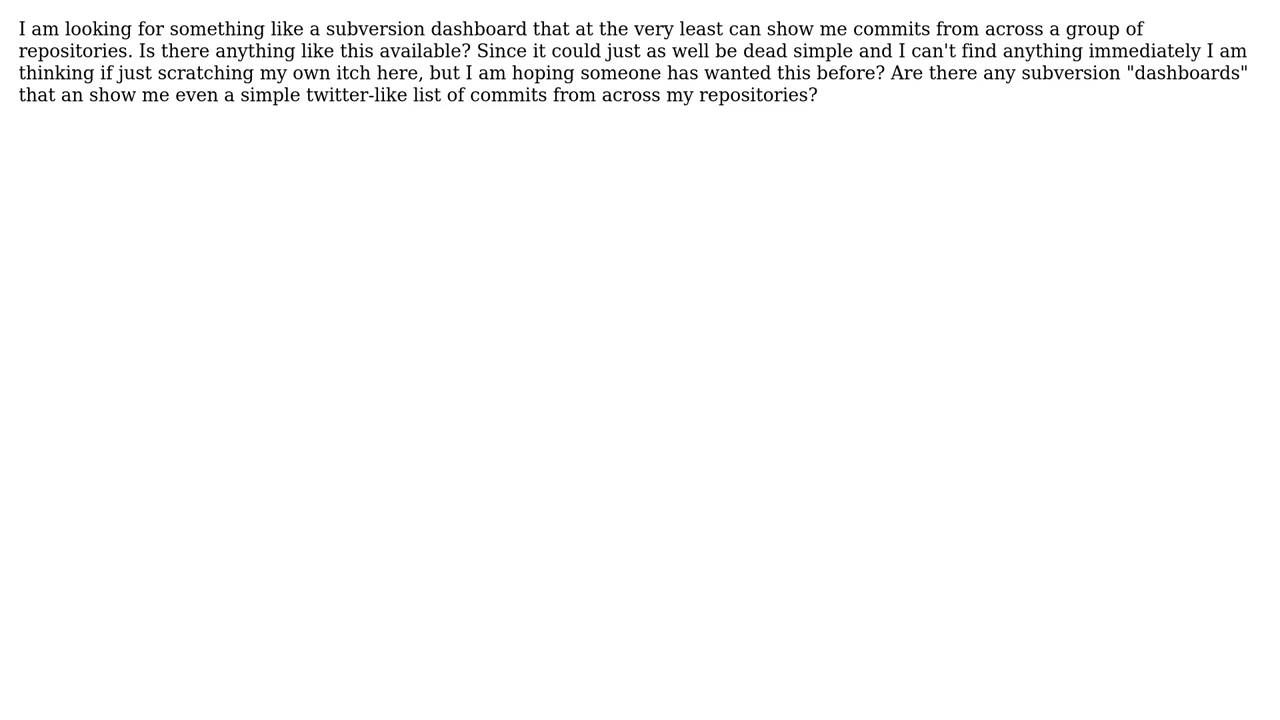 I am looking for something like a subversion dashboard that at the very least can show me commits from across a group of
repositories. Is there anything like this available? Since it could just as well be dead simple and I can't find anything immediately I am
thinking if just scratching my own itch here, but I am hoping someone has wanted this before? Are there any subversion "dashboards"
that an show me even a simple twitter-like list of commits from across my repositories?